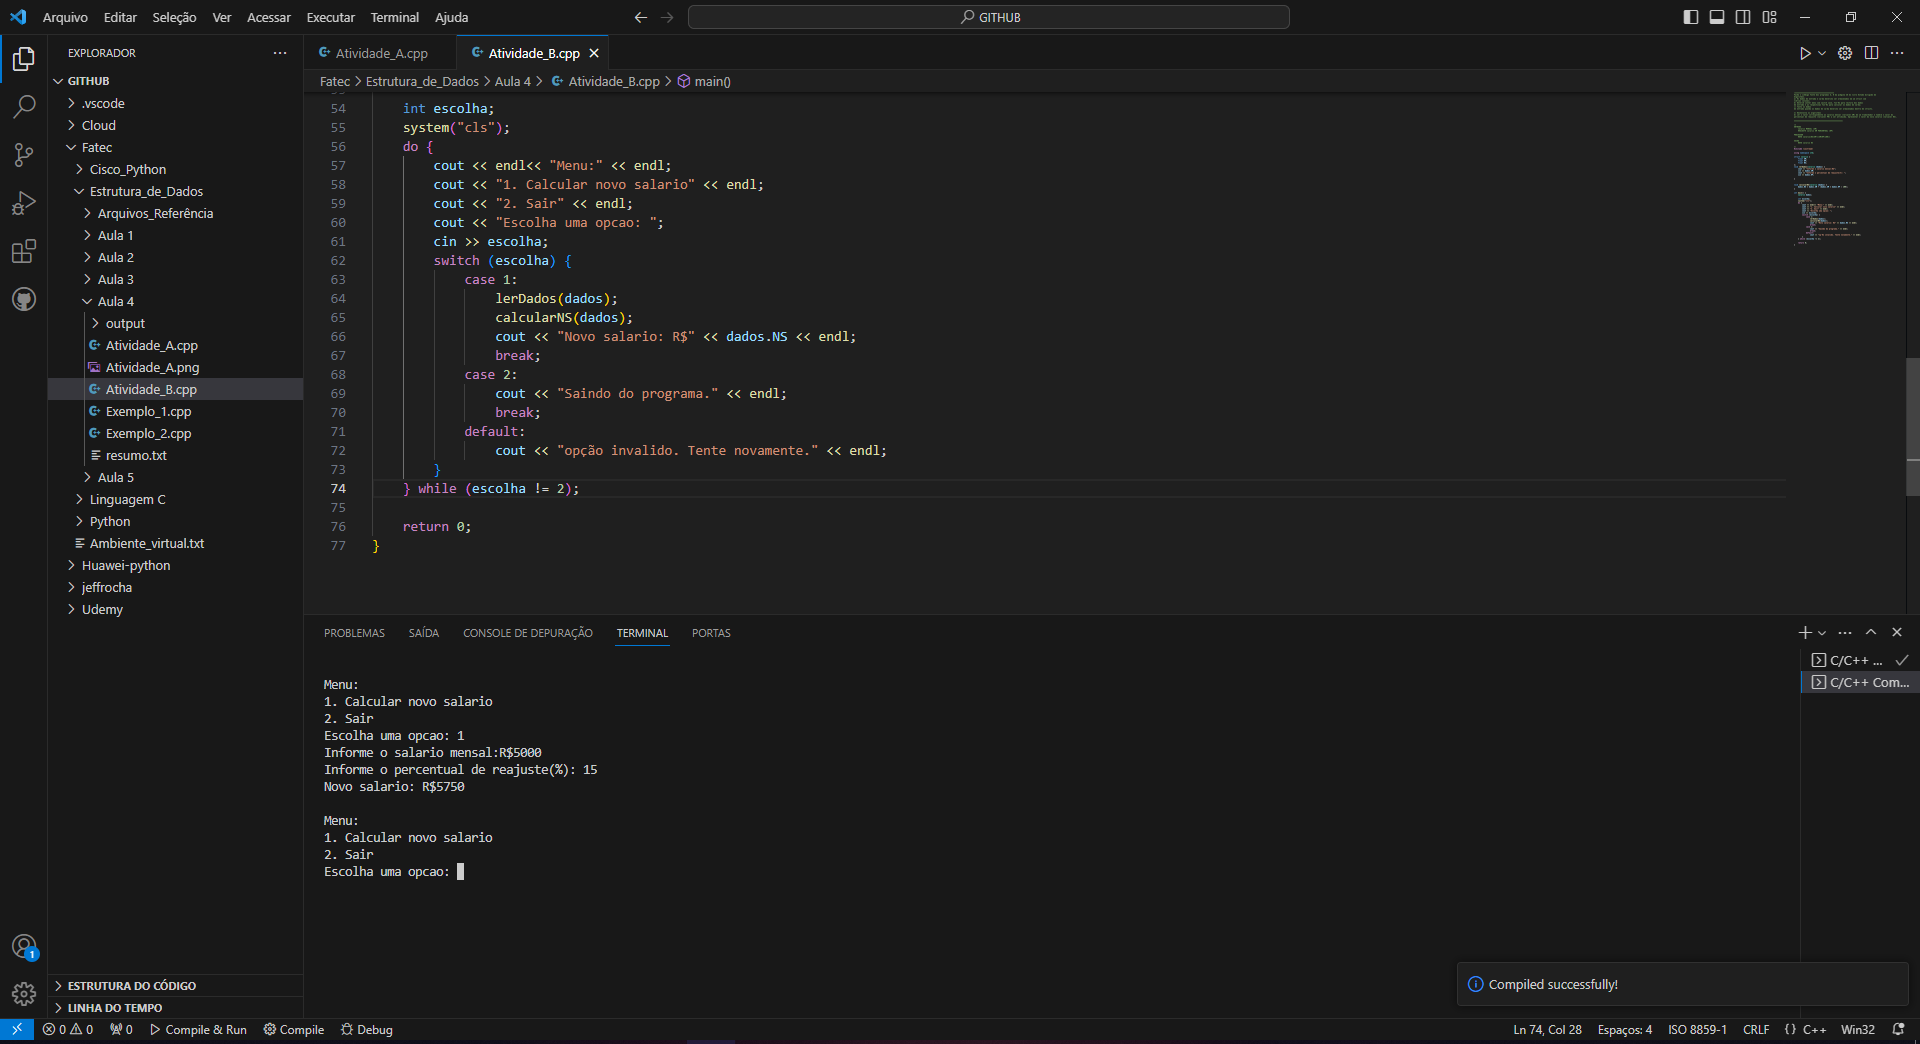 Arquivo Editar Seleção Ver Acessar Executar Terminal Ajuda
GITHUB
EXPLORADOR
Atividade_A.cpp
Atividade_B.cpp
Fatec > Estrutura_de_Dados > Aula 4 > Atividade_B.cpp > main()
GITHUB
.vscode
Cloud
Fatec
Cisco_Python
Estrutura_de_Dados
Arquivos_Referência
Aula 1
Aula 2
Aula 3
Aula 4
output
Atividade_A.cpp
Atividade_A.png
Atividade_B.cpp
Exemplo_1.cpp
Exemplo_2.cpp
resumo.txt
Aula 5
Linguagem C
Python
Ambiente_virtual.txt
Huawei-python
jeffrocha
Udemy
ESTRUTURA DO CÓDIGO
LINHA DO TEMPO
54 int escolha;
55 system("cls");
56 do {
57 cout << endl<< "Menu:" << endl;
58 cout << "1. Calcular novo salario" << endl;
59 cout << "2. Sair" << endl;
60 cout << "Escolha uma opcao: ";
61 cin >> escolha;
62 switch (escolha) {
63 case 1:
64 lerDados(dados);
65 calcularNS(dados);
66 cout << "Novo salario: R$" << dados.NS << endl;
67 break;
68 case 2:
69 cout << "Saindo do programa." << endl;
70 break;
71 default:
72 cout << "opção invalido. Tente novamente." << endl;
73 }
74 } while (escolha != 2);
75
76 return 0;
77 }
PROBLEMAS SAÍDA CONSOLE DE DEPURAÇÃO TERMINAL PORTAS
C/C++ ...
C/C++ Com...
Menu:
1. Calcular novo salario
2. Sair
Escolha uma opcao: 1
Informe o salario mensal:R$5000
Informe o percentual de reajuste(%): 15
Novo salario: R$5750
Menu:
1. Calcular novo salario
2. Sair
Escolha uma opcao:
Compiled successfully!
1
0 0 0 Compile & Run Compile Debug
Ln 74, Col 28 Espaços: 4 ISO 8859-1 CRLF {} C++ Win32